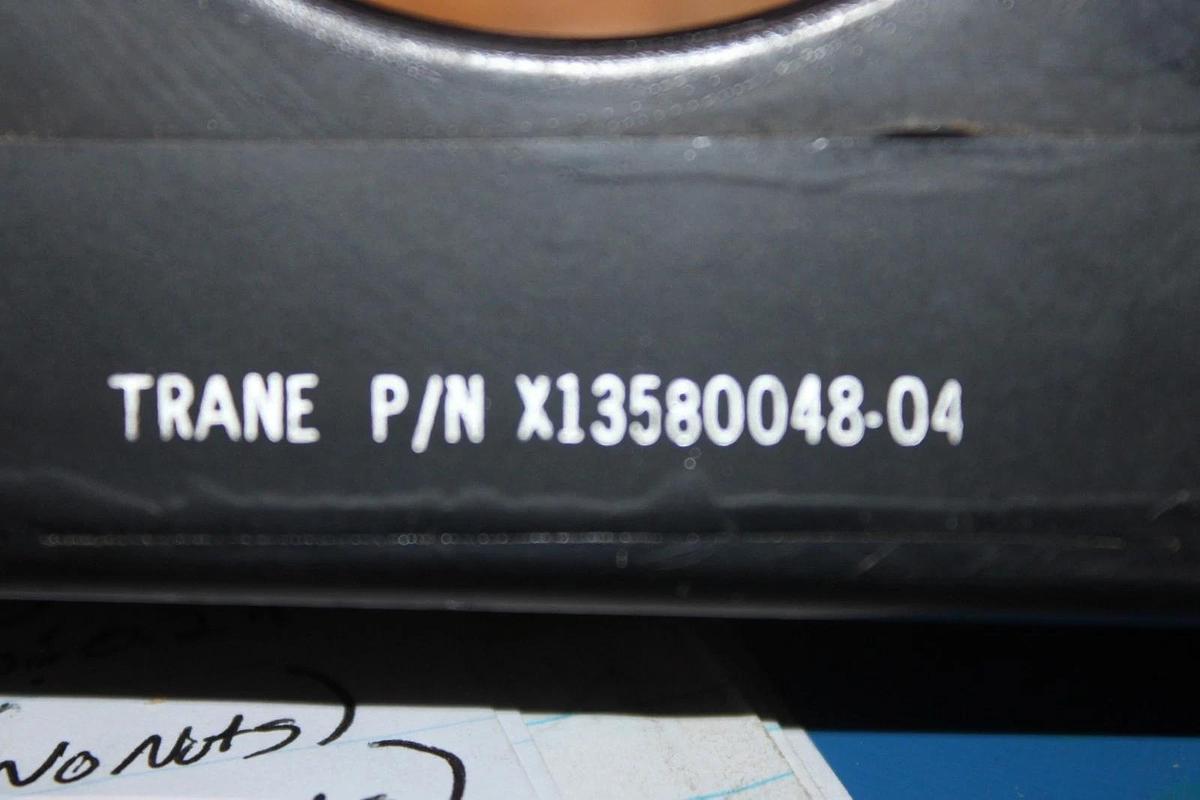 TRANE P/N X13580048-04
No Nuts)
)